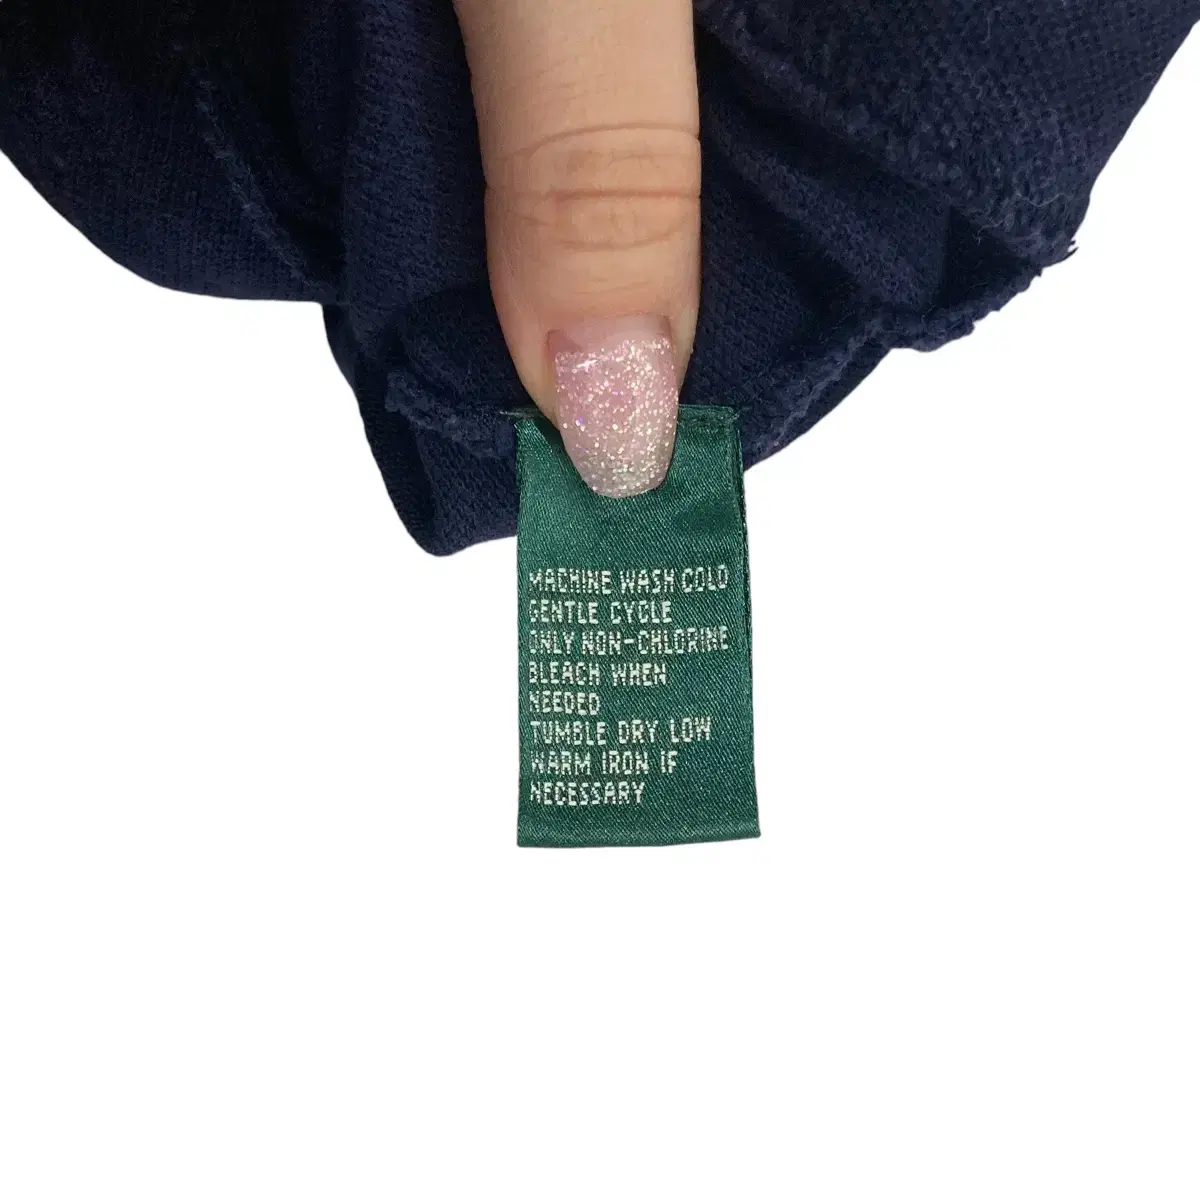 MACHINE WASH COLD
GENTLE CYCLE
ONLY NON-CHLORINE
BLEACH WHEN
NEEDED
TUMBLE DRY LOW
WARM IRON IF
NECESSARY